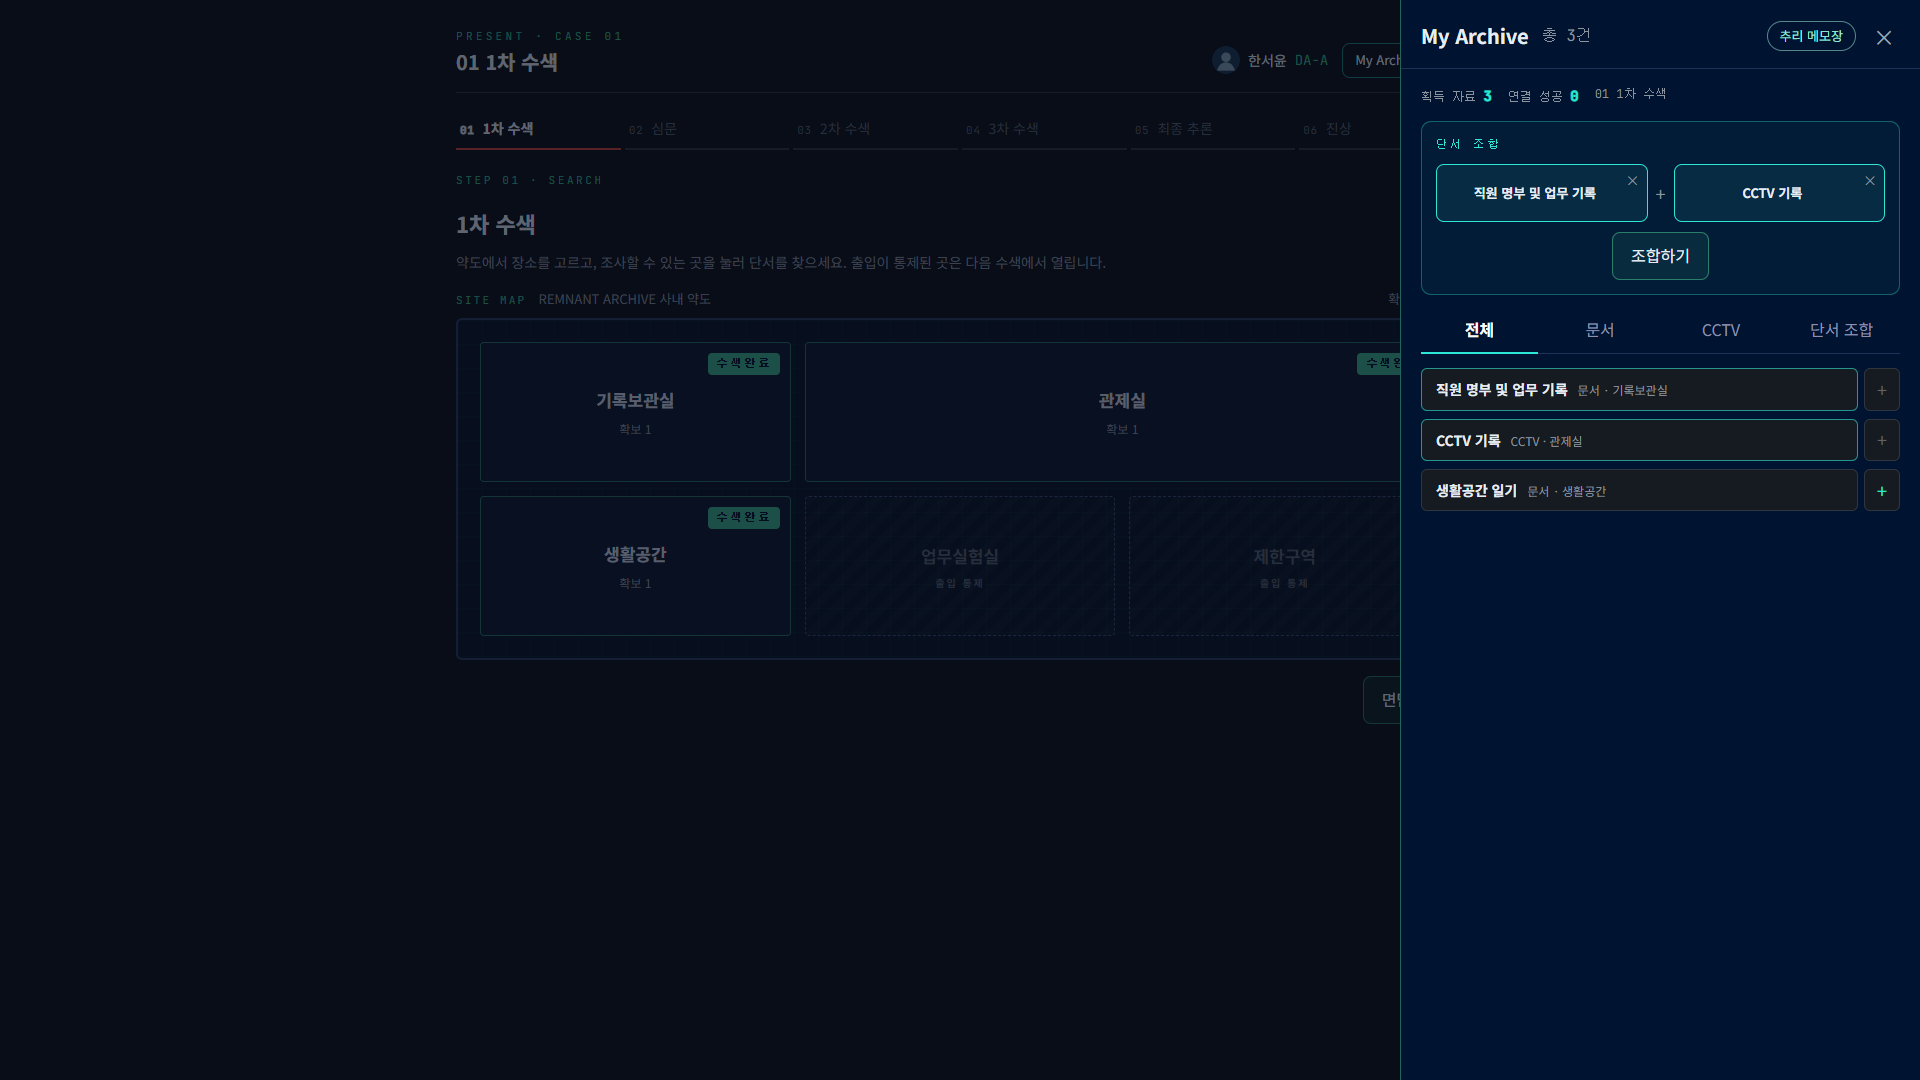 PRESENT · CASE 01
01 1차 수색
한서윤 DA-A
My Arch
01 1차 수색
02 심문
03 2차 수색
04 3차 수색
05 최종 추론
06 진상
STEP 01 · SEARCH
1차 수색
약도에서 장소를 고르고, 조사할 수 있는 곳을 눌러 단서를 찾으세요. 출입이 통제된 곳은 다음 수색에서 열립니다.
SITE MAP REMNANT ARCHIVE 사내 약도
확
수색완료
기록보관실
확보 1
수색완
관제실
확보 1
수색완료
생활공간
확보 1
업무실험실
출입 통제
제한구역
출입 통제
My Archive 총 3건
추리 메모장
획득 자료 3 연결 성공 0 01 1차 수색
단서 조합
직원 명부 및 업무 기록 + CCTV 기록
조합하기
전체 문서 CCTV 단서 조합
직원 명부 및 업무 기록 문서 · 기록보관실 +
CCTV 기록 CCTV · 관제실 +
생활공간 일기 문서 · 생활공간 +